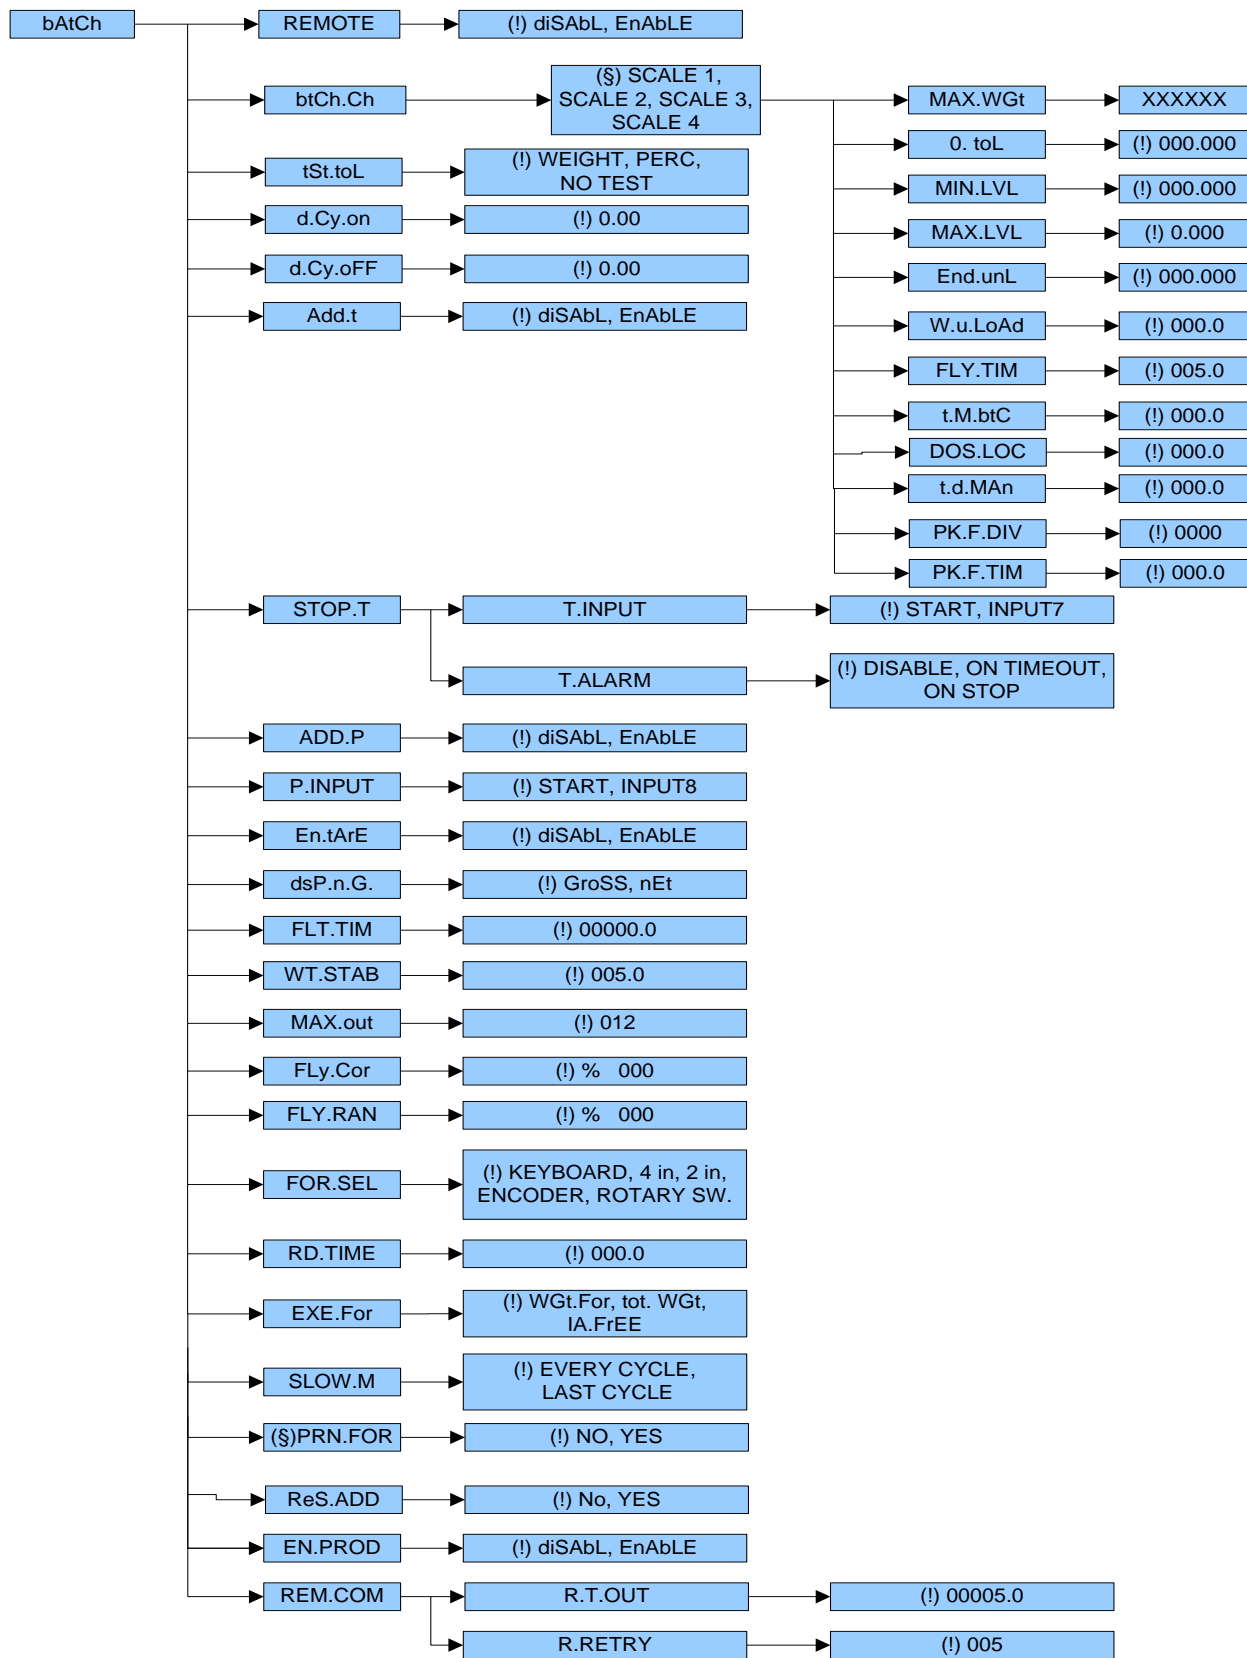 bAtCh
REMOTE
(!) diSAbL, EnAbLE
btCh.Ch
(§) SCALE 1,
SCALE 2, SCALE 3,
SCALE 4
MAX.WGt
XXXXXX
0. toL
(!) 000.000
MIN.LVL
(!) 000.000
MAX.LVL
(!) 0.000
End.unL
(!) 000.000
W.u.LoAd
(!) 000.0
FLY.TIM
(!) 005.0
t.M.btC
(!) 000.0
DOS.LOC
(!) 000.0
t.d.MAn
(!) 000.0
PK.F.DIV
(!) 0000
PK.F.TIM
(!) 000.0
tSt.toL
(!) WEIGHT, PERC,
NO TEST
d.Cy.on
(!) 0.00
d.Cy.oFF
(!) 0.00
Add.t
(!) diSAbL, EnAbLE
STOP.T
T.INPUT
(!) START, INPUT7
T.ALARM
(!) DISABLE, ON TIMEOUT,
ON STOP
ADD.P
(!) diSAbL, EnAbLE
P.INPUT
(!) START, INPUT8
En.tArE
(!) diSAbL, EnAbLE
dsP.n.G.
(!) GroSS, nEt
FLT.TIM
(!) 00000.0
WT.STAB
(!) 005.0
MAX.out
(!) 012
FLy.Cor
(!) %   000
FLY.RAN
(!) %   000
FOR.SEL
(!) KEYBOARD, 4 in, 2 in,
ENCODER, ROTARY SW.
RD.TIME
(!) 000.0
EXE.For
(!) WGt.For, tot. WGt,
IA.FrEE
SLOW.M
(!) EVERY CYCLE,
LAST CYCLE
(§)PRN.FOR
(!) NO, YES
ReS.ADD
(!) No, YES
EN.PROD
(!) diSAbL, EnAbLE
REM.COM
R.T.OUT
(!) 00005.0
R.RETRY
(!) 005